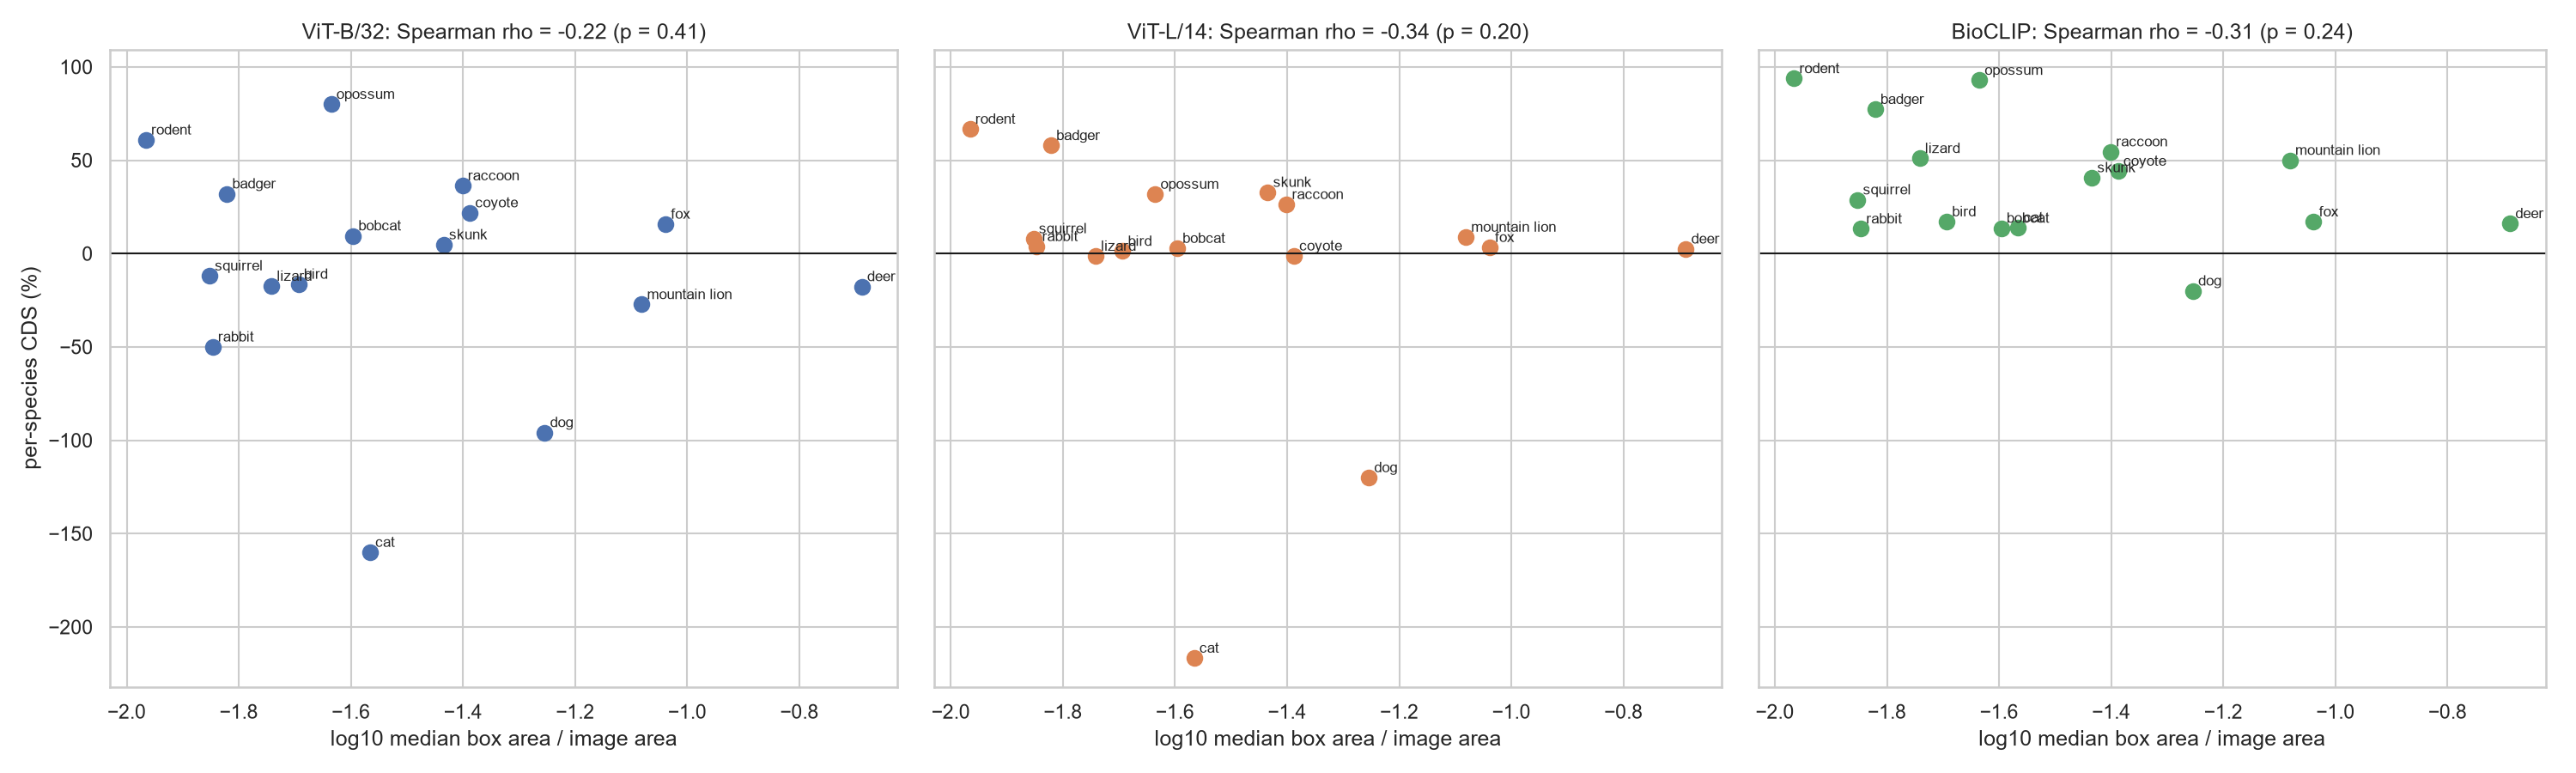 ViT-B/32: Spearman rho = -0.22 (p = 0.41)
ViT-L/14: Spearman rho = -0.34 (p = 0.20)
BioCLIP: Spearman rho = -0.31 (p = 0.24)
per-species CDS (%)
100
50
0
−50
−100
−150
−200
opossum
rodent
badger
raccoon
coyote
bobcat
fox
skunk
squirrel
lizard
bird
deer
mountain lion
rabbit
dog
cat
−2.0 −1.8 −1.6 −1.4 −1.2 −1.0 −0.8
log10 median box area / image area
rodent
badger
opossum
skunk
raccoon
squirrel
rabbit
lizard
bird
bobcat
coyote
mountain lion
fox
deer
dog
cat
−2.0 −1.8 −1.6 −1.4 −1.2 −1.0 −0.8
log10 median box area / image area
rodent
opossum
badger
lizard
raccoon
coyote
skunk
mountain lion
squirrel
rabbit
bird
bobcat
cat
fox
deer
dog
−2.0 −1.8 −1.6 −1.4 −1.2 −1.0 −0.8
log10 median box area / image area